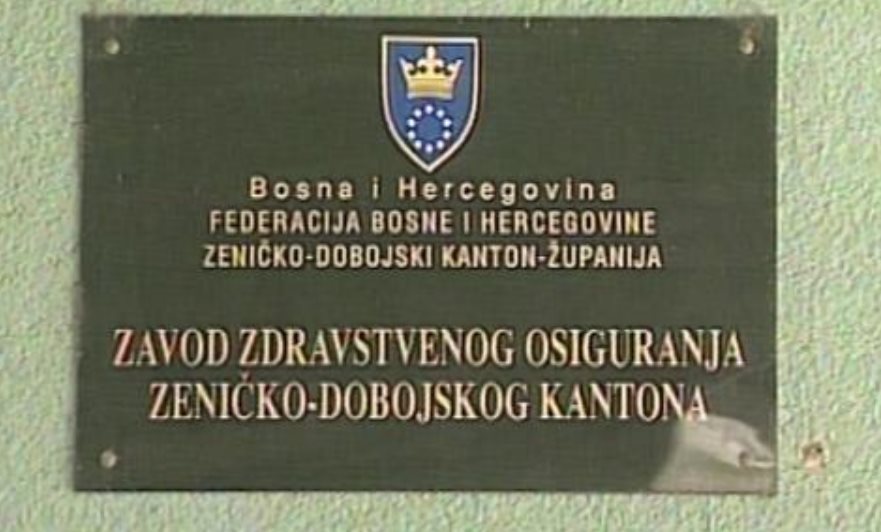 Bosna i Hercegovina
FEDERACIJA BOSNE I HERCEGOVINE
ZENIČKO-DOBOJSKI KANTON-ŽUPANIJA
ZAVOD ZDRAVSTVENOG OSIGURANJA
ZENIČKO-DOBOJSKOG KANTONA